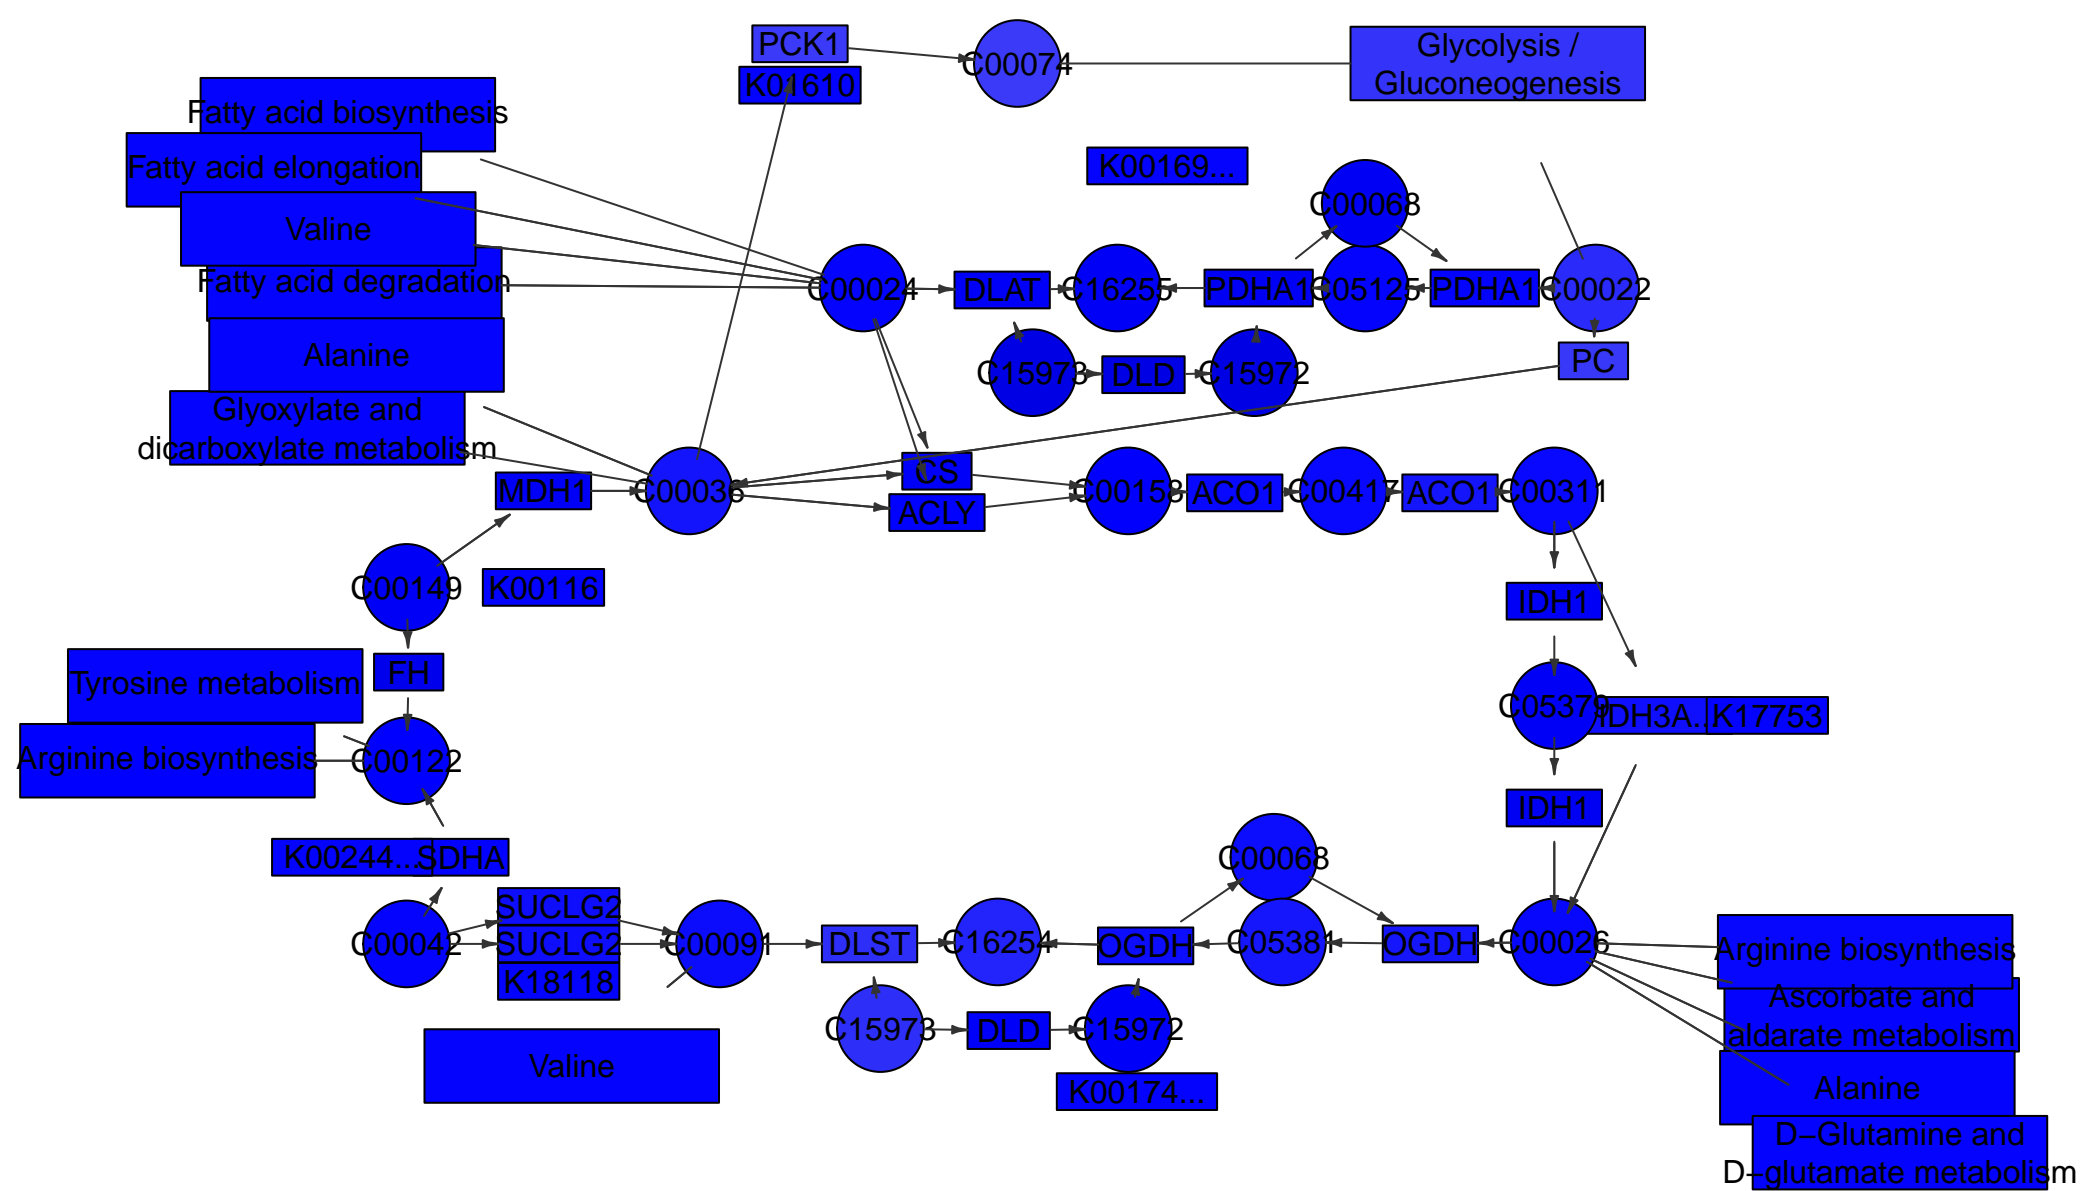 PCK1
K01610
C00074
Glycolysis /
Gluconeogenesis
Fatty acid biosynthesis
Fatty acid elongation
Valine
Fatty acid degradation
Alanine
Glyoxylate and
dicarboxylate metabolism
K00169...
C00068
C00024
DLAT
C16255
PDHA1
C05125
PDHA1
C00022
C15973
DLD
C15972
PC
MDH1
C00036
CS
ACLY
C00158
ACO1
C00417
ACO1
C00311
C00149
K00116
IDH1
Tyrosine metabolism
FH
C05379
IDH3A...
K17753
Arginine biosynthesis
C00122
IDH1
K00244...
SDHA
C00068
C00042
SUCLG2
SUCLG2
K18118
C00091
DLST
C16254
OGDH
C05381
OGDH
C00026
Arginine biosynthesis
Ascorbate and
aldarate metabolism
C15973
DLD
C15972
K00174...
Valine
Alanine
D−Glutamine and
D−glutamate metabolism